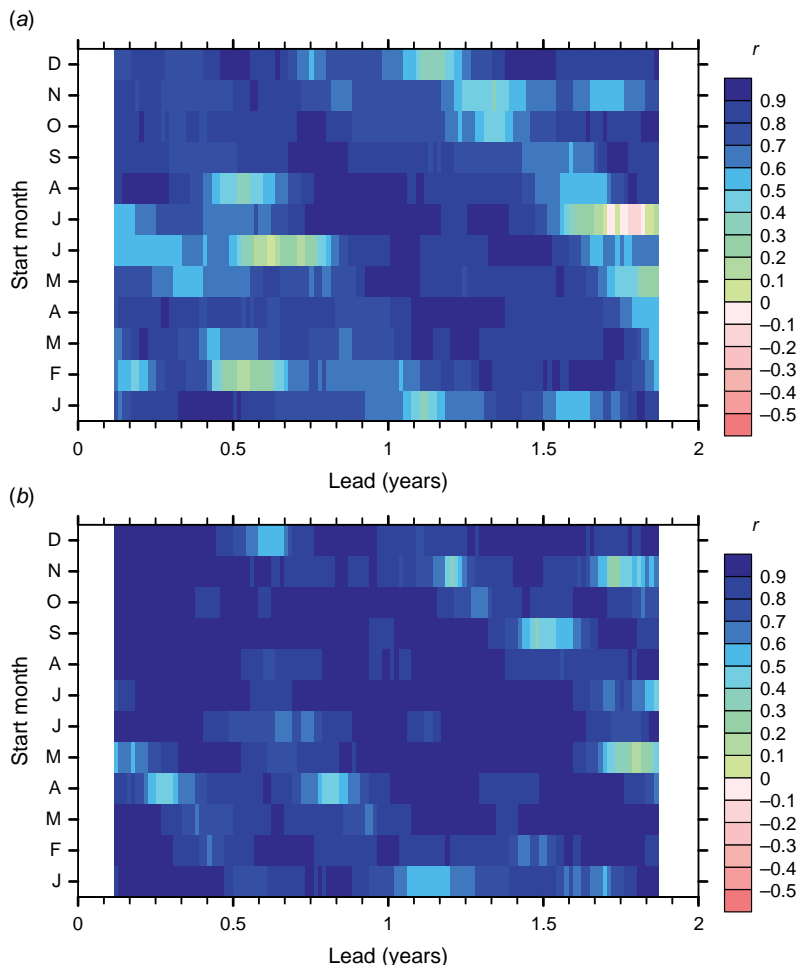 (a)
r
D
N
O
S
A
J
J
M
A
M
F
J
Start month
0.9
0.8
0.7
0.6
0.5
0.4
0.3
0.2
0.1
0
–0.1
–0.2
–0.3
–0.4
–0.5
0 0.5 1 1.5 2
Lead (years)
(b)
r
D
N
O
S
A
J
J
M
A
M
F
J
Start month
0.9
0.8
0.7
0.6
0.5
0.4
0.3
0.2
0.1
0
–0.1
–0.2
–0.3
–0.4
–0.5
0 0.5 1 1.5 2
Lead (years)